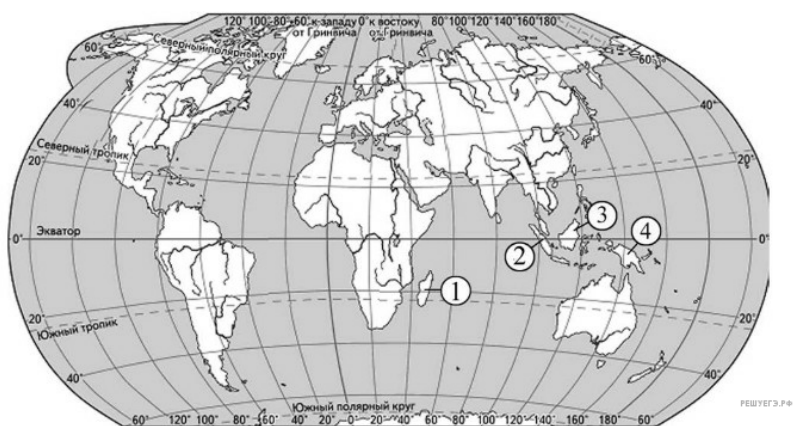 120° 100° 80° 60° к западу 0° к востоку 80° 100° 120° 140° 160° 180°
от Гринвича от Гринвича
60° Северный полярный круг 60°
40° 40°
Северный тропик
20° 20°
3
Экватор 4
0° 2 0°
1
20° 20°
Южный тропик
40° 40°
РЕШУЕГЭ.РФ
Южный полярный круг
60° 120° 100° 80° 60° 40° 20° 0° 20° 40° 60° 80° 100° 120° 140° 160° 180° 60°